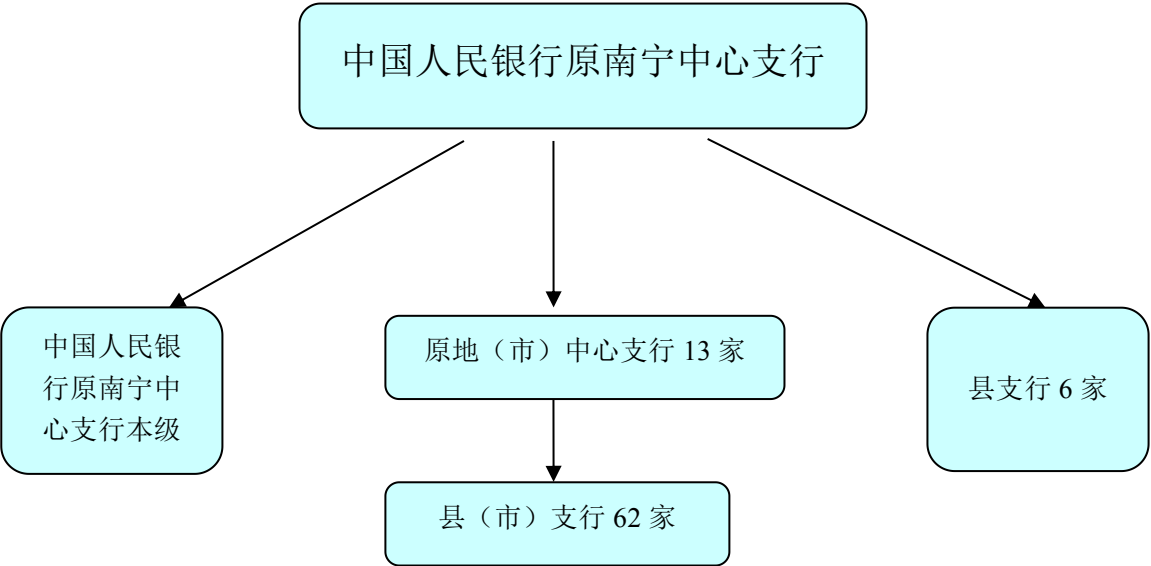 中国人民银行原南宁中心支行
中国人民银
行原南宁中
心支行本级
原地（市）中心支行 13 家
县支行 6 家
县（市）支行 62 家